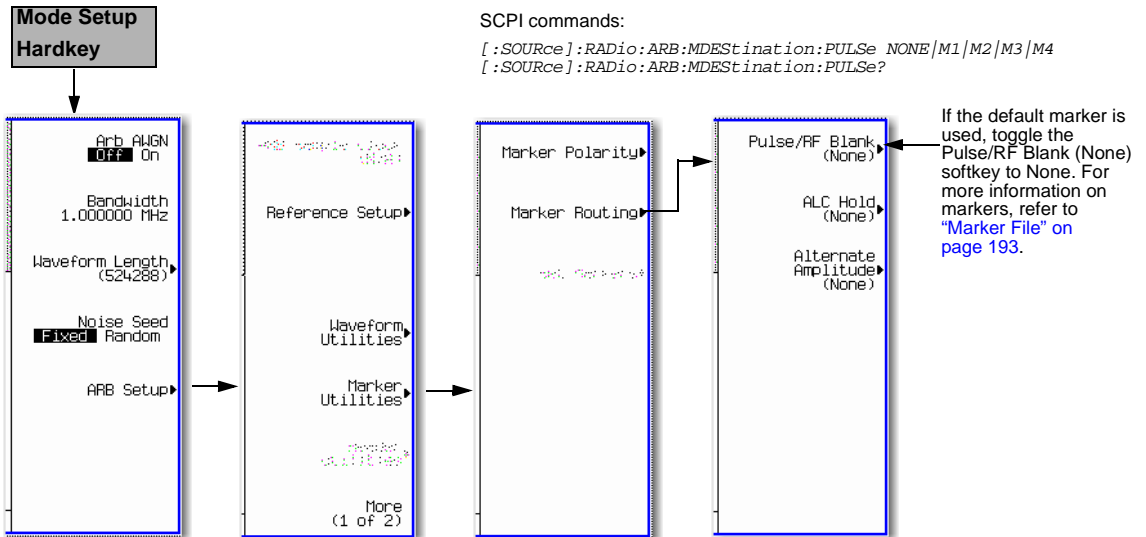 Mode Setup
Hardkey
SCPI commands:
[:SOURce]:RADio:ARB:MDEStination:PULSe NONE|M1|M2|M3|M4
[:SOURce]:RADio:ARB:MDEStination:PULSe?
Arb AWGN
Off On
Bandwidth
1.000000 MHz
Waveform Length
(524288)
Noise Seed
Fixed Random
ARB Setup
Reference Setup
Waveform
Utilities
Marker
Utilities
More
(1 of 2)
Marker Polarity
Marker Routing
Pulse/RF Blank
(None)
ALC Hold
(None)
Alternate
Amplitude
(None)
If the default marker is
used, toggle the
Pulse/RF Blank (None)
softkey to None. For
more information on
markers, refer to
“Marker File” on
page 193.